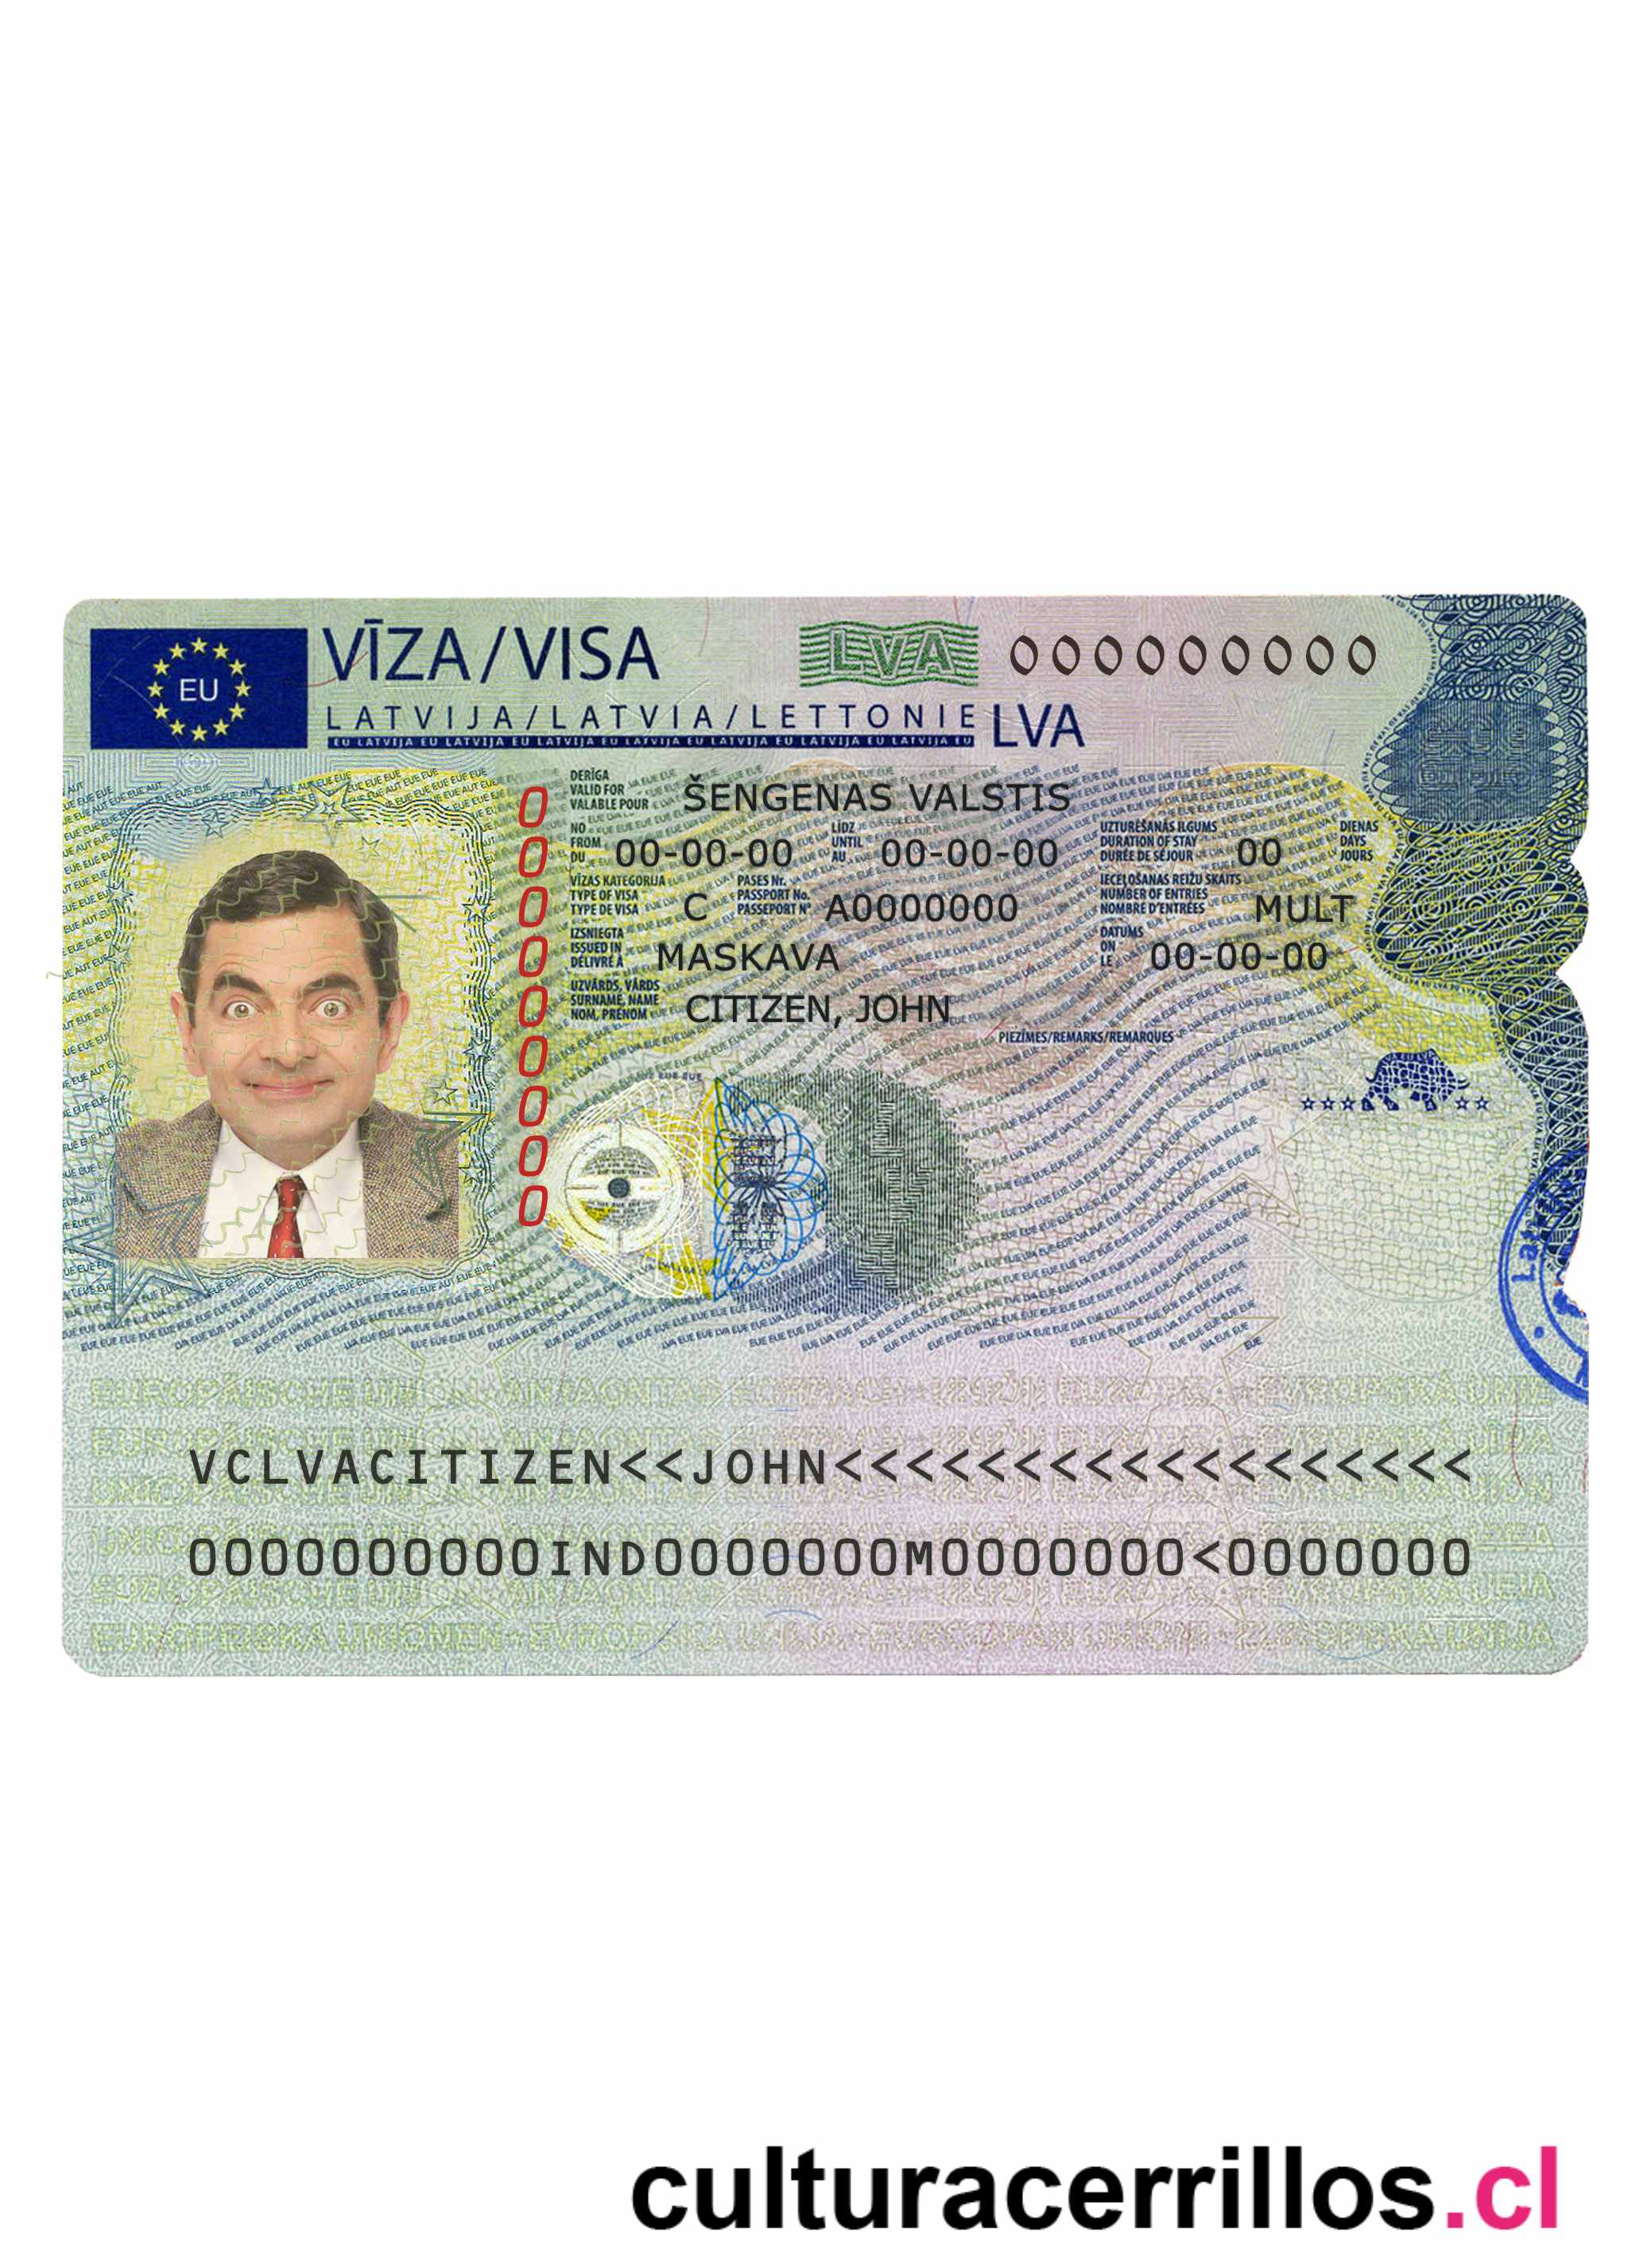 VĪZA/VISA
LVA
000000000
EU
LATVIJA/LATVIA/LETTONIE LVA
EU LATVIJA EU LATVIJA EU LATVIJA EU LATVIJA EU LATVIJA EU LATVIJA EU LATVIJA EU
DERĪGA
VALID FOR
VALABLE POUR
ŠENGENAS VALSTIS
NO
FROM
DU
00-00-00
LĪDZ
UNTIL
AU
00-00-00
UZTURĒŠANĀS ILGUMS
DURATION OF STAY
DURÉE DE SÉJOUR
00
DIENAS
DAYS
JOURS
VĪZAS KATEGORIJA
TYPE OF VISA
TYPE DE VISA
C
PASES Nr.
PASSPORT No.
PASSEPORT N°
A0000000
IECEĻOŠANAS REIŽU SKAITS
NUMBER OF ENTRIES
NOMBRE D'ENTRÉES
MULT
IZSNIEGTA
ISSUED IN
DÉLIVRÉ À
MASKAVA
DATUMS
ON
LE
00-00-00
UZVĀRDS, VĀRDS
SURNAME, NAME
NOM, PRÉNOM
CITIZEN, JOHN
PIEZĪMES/REMARKS/REMARQUES
000000000
VCLVACITIZEN<<JOHN<<<<<<<<<<<<<<<<<<
0000000000IND0000000M0000000<0000000
culturacerrillos.cl